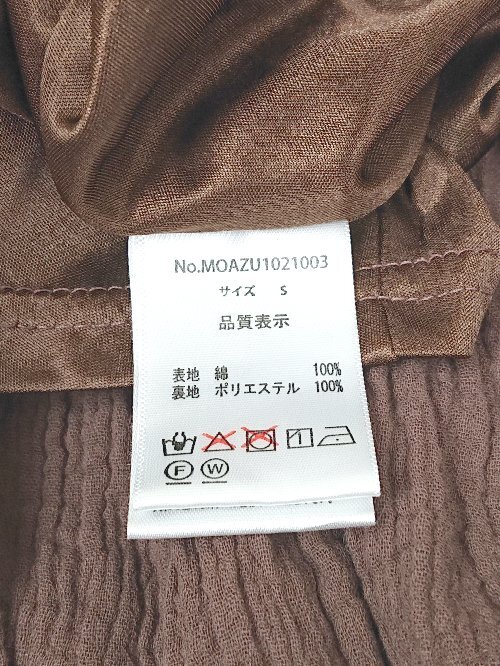 No.MOAZU1021003
サイズ S
品質表示
表地 綿 100%
裏地 ポリエステル 100%
F W